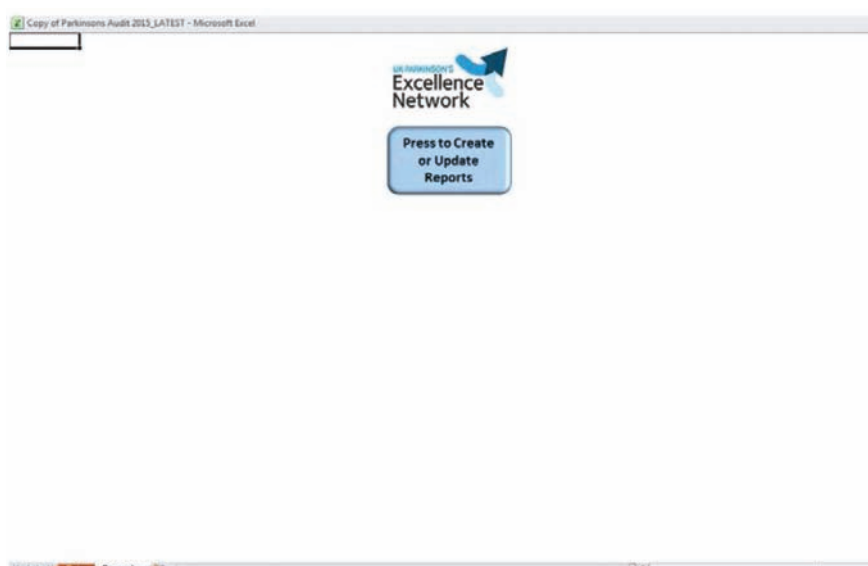 Copy of Parkinsons Audit 2015_LATEST - Microsoft Excel
UK PARKINSON'S
Excellence
Network
Press to Create
or Update
Reports